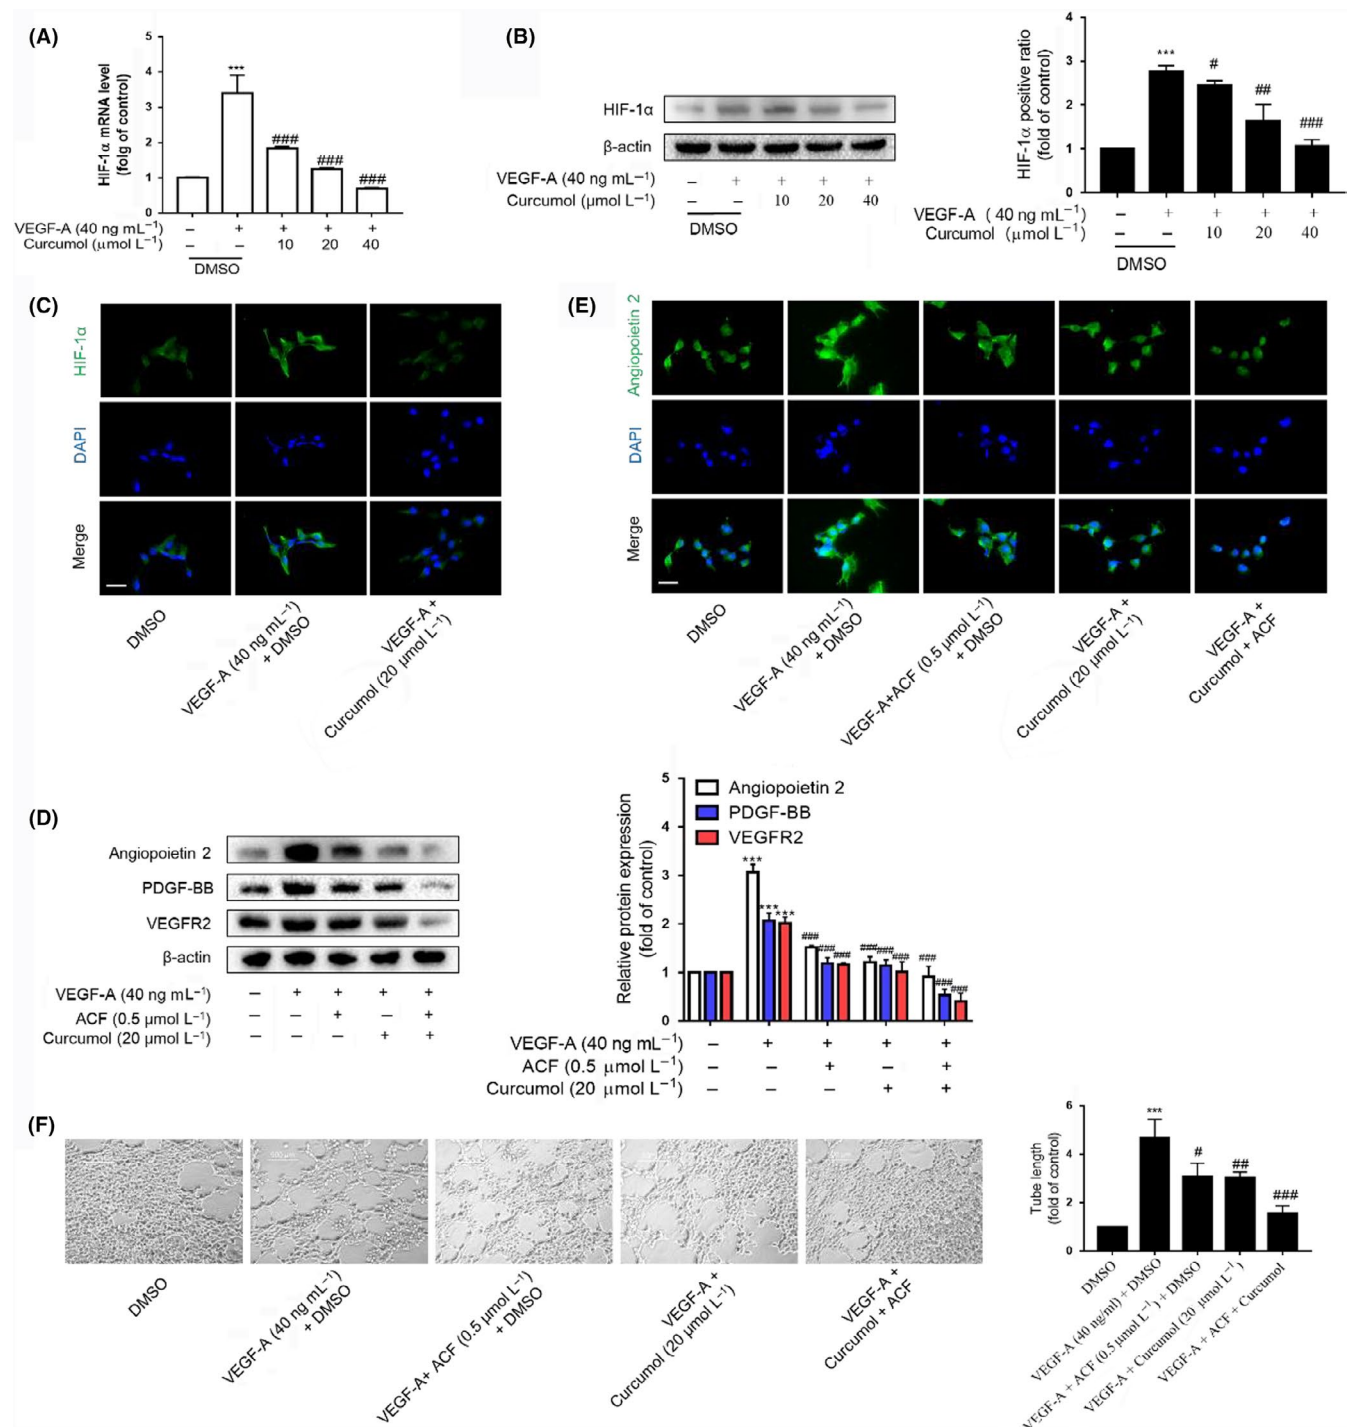 (A)
HIF-1α mRNA level
(folg of control)
5
4
3
2
1
0
***
###
###
###
VEGF-A (40 ng mL−1) − + + + +
Curcumol (μmol L−1) − − 10 20 40
DMSO
(B)
HIF-1α
β-actin
VEGF-A (40 ng mL−1) − + + + +
Curcumol (μmol L−1) − − 10 20 40
DMSO
HIF-1α positive ratio
(fold of control)
4
3
2
1
0
***
#
##
###
VEGF-A ( 40 ng mL−1) − + + + +
Curcumol (μmol L−1) − − 10 20 40
DMSO
(C)
HIF-1α
DAPI
Merge
DMSO
VEGF-A (40 ng mL−1)
+ DMSO
VEGF-A +
Curcumol (20 μmol L−1)
(E)
Angiopoietin 2
DAPI
Merge
DMSO
VEGF-A (40 ng mL−1)
+ DMSO
VEGF-A+ACF (0.5 μmol L−1)
+ DMSO
VEGF-A +
Curcumol (20 μmol L−1)
VEGF-A +
Curcumol + ACF
(D)
Angiopoietin 2
PDGF-BB
VEGFR2
β-actin
VEGF-A (40 ng mL−1) − + + + +
ACF (0.5 μmol L−1) − − + − +
Curcumol (20 μmol L−1) − − − + +
Relative protein expression
(fold of control)
5
4
3
2
1
0
Angiopoietin 2
PDGF-BB
VEGFR2
***
***
***
###
###
###
###
###
###
###
###
###
VEGF-A (40 ng mL−1) − + + + +
ACF (0.5 μmol L−1) − − + − +
Curcumol (20 μmol L−1) − − − + +
(F)
DMSO
VEGF-A (40 ng mL−1)
+ DMSO
VEGF-A+ ACF (0.5 μmol L−1)
+ DMSO
VEGF-A +
Curcumol (20 μmol L−1)
VEGF-A +
Curcumol + ACF
Tube length
(fold of control)
6
4
2
0
***
#
##
###
DMSO
VEGF-A (40 ng/ml) + DMSO
VEGF-A + ACF (0.5 μmol L−1) + DMSO
VEGF-A + Curcumol (20 μmol L−1)
VEGF-A + ACF + Curcumol